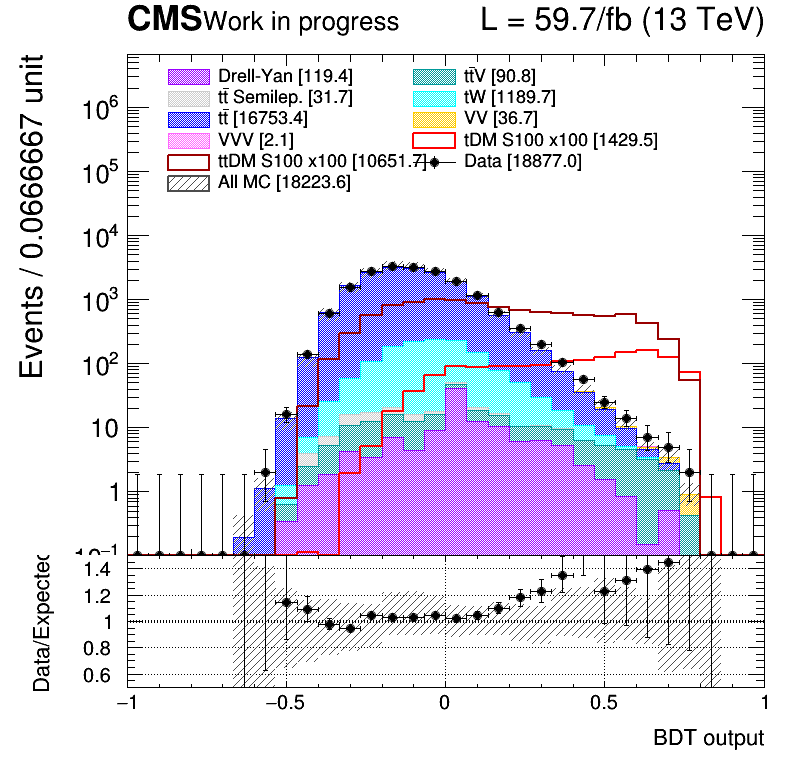 CMS Work in progress L = 59.7/fb (13 TeV)
Events / 0.0666667 unit
Drell-Yan [119.4] tt̄V [90.8]
tt̄ Semilep. [31.7] tW [1189.7]
tt̄ [16753.4] VV [36.7]
VVV [2.1] tDM S100 x100 [1429.5]
ttDM S100 x100 [10651.7] Data [18877.0]
All MC [18223.6]
10⁶
10⁵
10⁴
10³
10²
10
1
10⁻¹
Data/Expected
1.4
1.2
1
0.8
0.6
−1 −0.5 0 0.5 1
BDT output